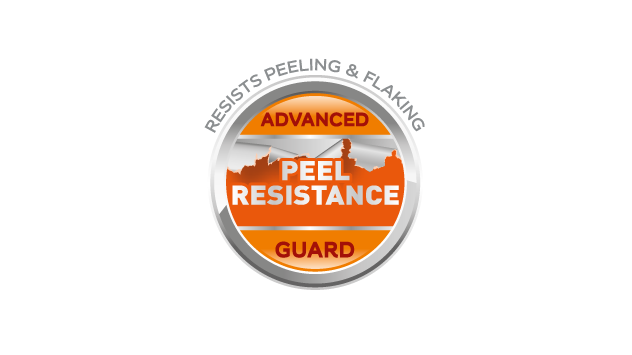 RESISTS PEELING & FLAKING
ADVANCED
PEEL
RESISTANCE
GUARD